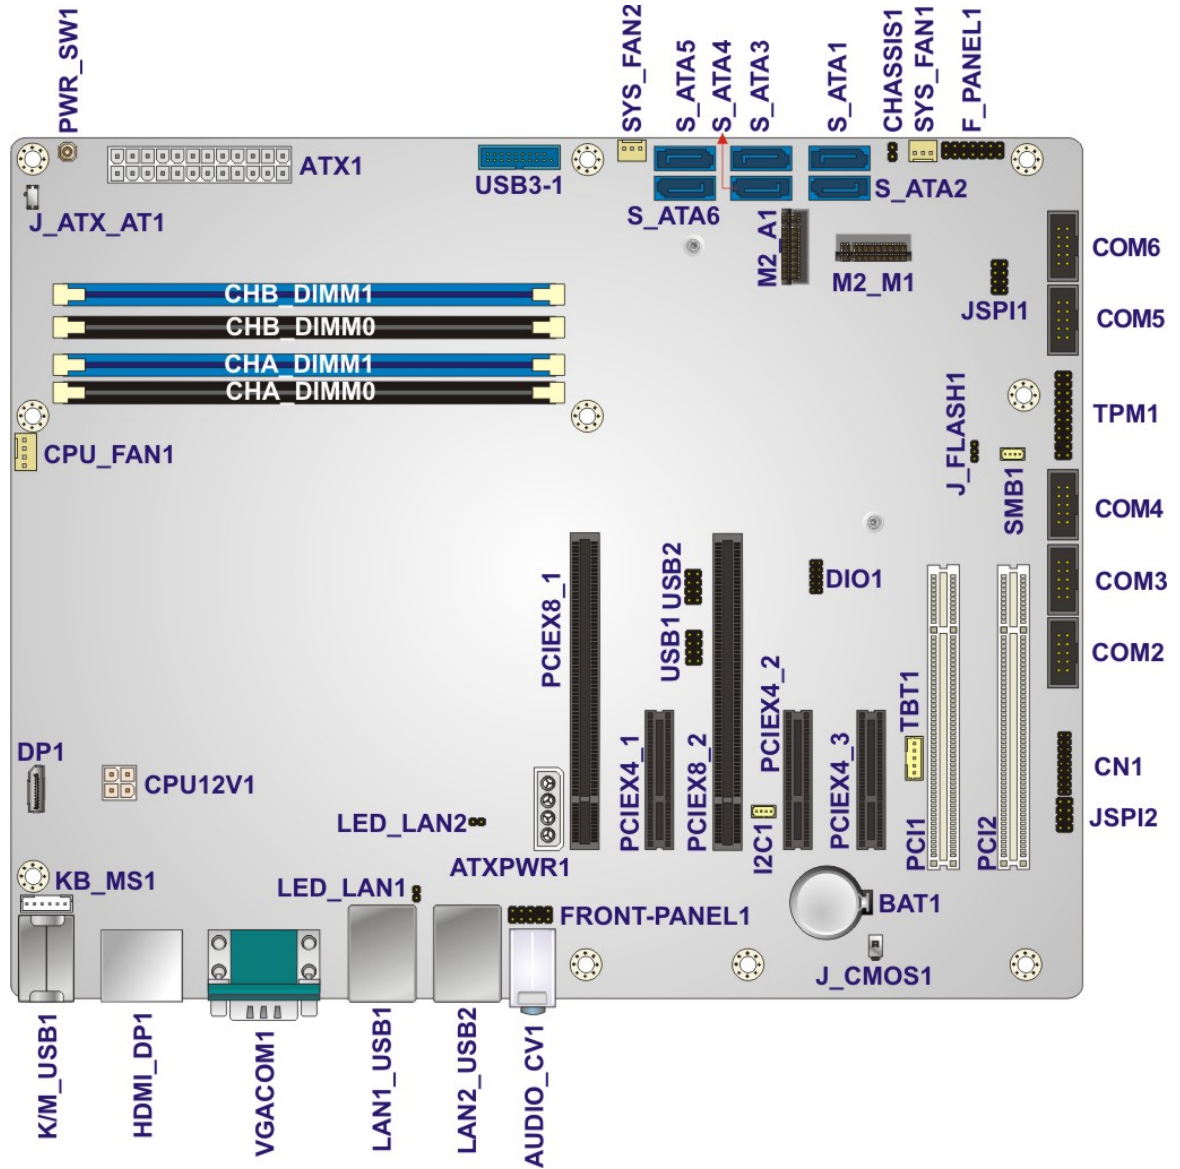 PWR_SW1
SYS_FAN2
S_ATA5
S_ATA4
S_ATA3
S_ATA1
CHASSIS1
SYS_FAN1
F_PANEL1
ATX1
USB3-1
J_ATX_AT1
S_ATA6
S_ATA2
M2_A1
M2_M1
JSPI1
COM6
COM5
CHB_DIMM1
CHB_DIMM0
CHA_DIMM1
CHA_DIMM0
CPU_FAN1
J_FLASH1
SMB1
TPM1
COM4
COM3
COM2
PCIEX8_1
USB2
USB1
DIO1
PCIEX4_1
PCIEX8_2
PCIEX4_2
PCIEX4_3
TBT1
PCI1
PCI2
DP1
CPU12V1
LED_LAN2
ATXPWR1
I2C1
CN1
JSPI2
KB_MS1
LED_LAN1
FRONT-PANEL1
BAT1
J_CMOS1
K/M_USB1
HDMI_DP1
VGACOM1
LAN1_USB1
LAN2_USB2
AUDIO_CV1